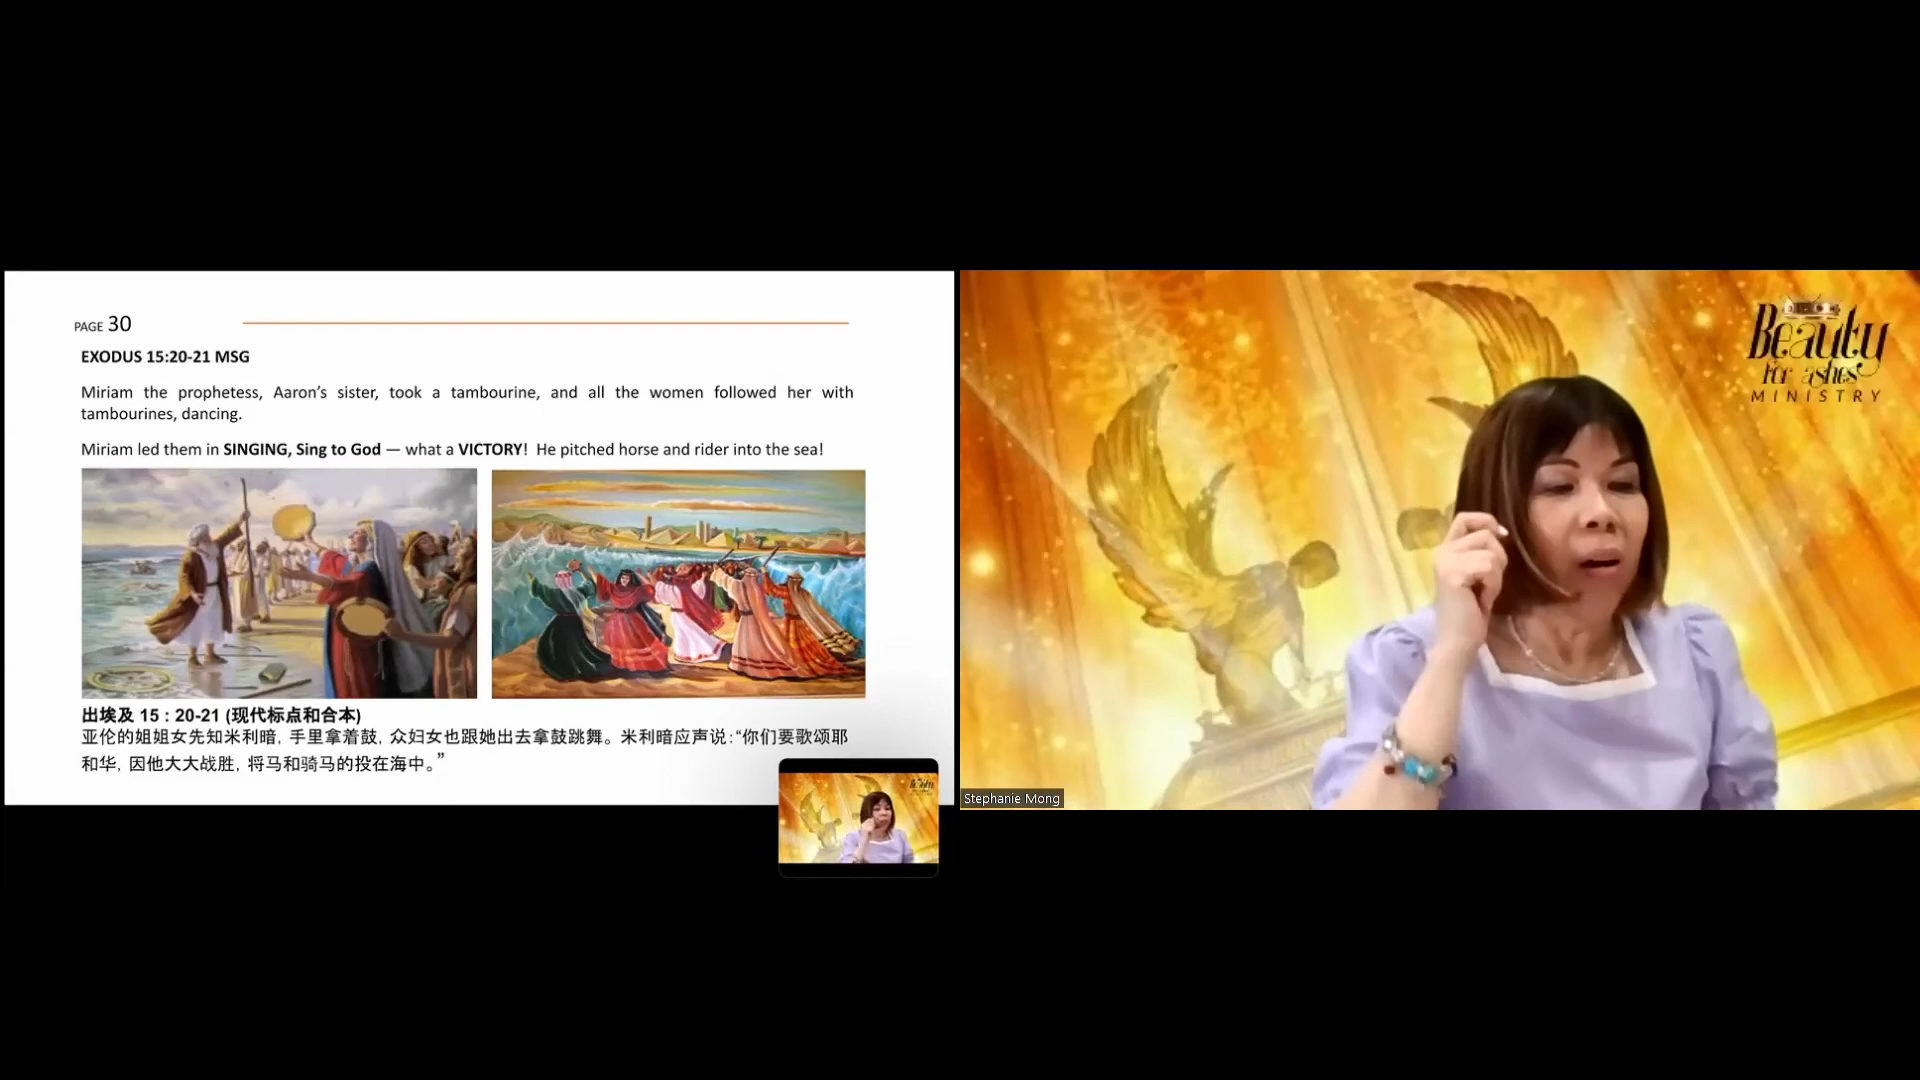 PAGE 30
EXODUS 15:20-21 MSG
Miriam the prophetess, Aaron’s sister, took a tambourine, and all the women followed her with
tambourines, dancing.
Miriam led them in SINGING, Sing to God — what a VICTORY! He pitched horse and rider into the sea!
出埃及 15 : 20-21 (现代标点和合本)
亚伦的姐姐女先知米利暗, 手里拿着鼓, 众妇女也跟她出去拿鼓跳舞。米利暗应声说:“你们要歌颂耶
和华, 因他大大战胜, 将马和骑马的投在海中。”
Beauty
for ashes
MINISTRY
Stephanie Mong